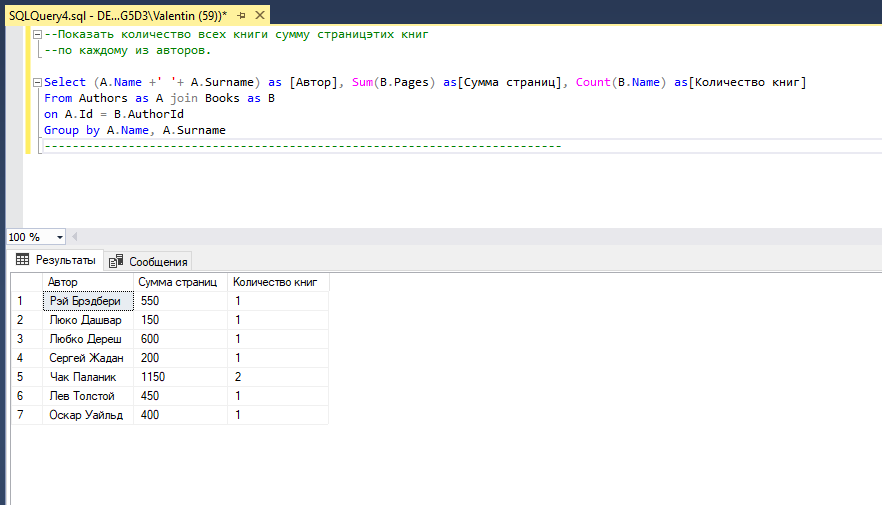 SQLQuery4.sql - DE...G5D3\Valentin (59))*
--Показать количество всех книги сумму страницэтих книг
--по каждому из авторов.
Select (A.Name +' '+ A.Surname) as [Автор], Sum(B.Pages) as[Сумма страниц], Count(B.Name) as[Количество книг]
From Authors as A join Books as B
on A.Id = B.AuthorId
Group by A.Name, A.Surname
--------------------------------------------------------------------------
100 %
Результаты Сообщения
Автор Сумма страниц Количество книг
1 Рэй Брэдбери 550 1
2 Люко Дашвар 150 1
3 Любко Дереш 600 1
4 Сергей Жадан 200 1
5 Чак Паланик 1150 2
6 Лев Толстой 450 1
7 Оскар Уайльд 400 1